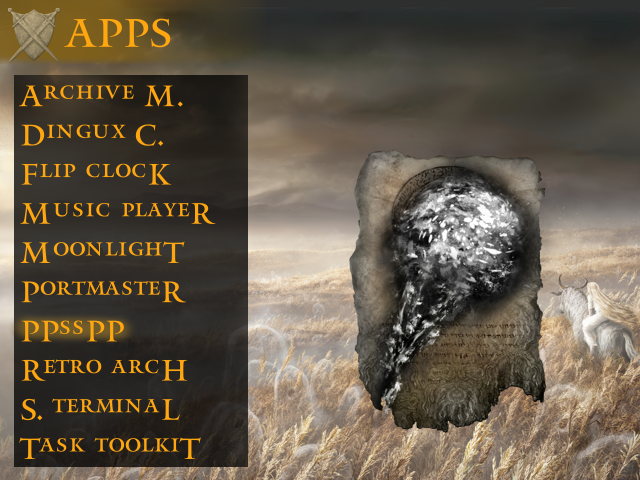 APPS
Archive M.
Dingux C.
Flip clocK
Music playeR
MoonlighT
PortmasteR
PPssPP
Retro arcH
S. terminaL
Task toolkiT